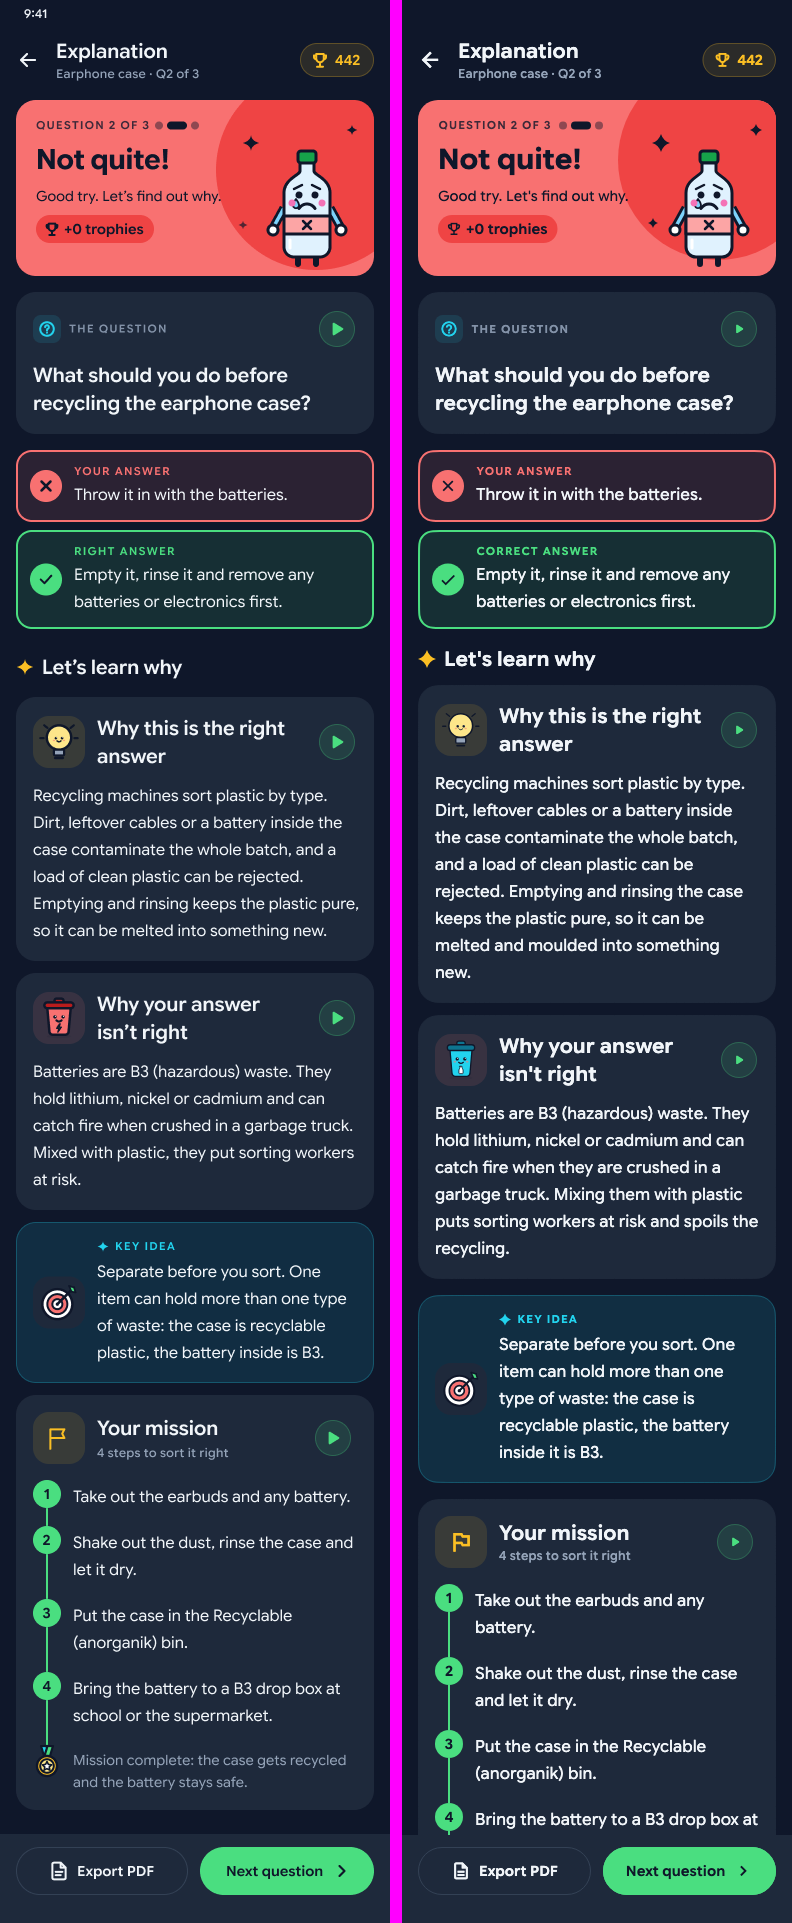 9:41
Explanation
Earphone case · Q2 of 3
442
QUESTION 2 OF 3
Not quite!
Good try. Let’s find out why.
+0 trophies
THE QUESTION
What should you do before
recycling the earphone case?
YOUR ANSWER
Throw it in with the batteries.
RIGHT ANSWER
Empty it, rinse it and remove any
batteries or electronics first.
Let’s learn why
Why this is the right
answer
Recycling machines sort plastic by type.
Dirt, leftover cables or a battery inside the
case contaminate the whole batch, and a
load of clean plastic can be rejected.
Emptying and rinsing keeps the plastic pure,
so it can be melted into something new.
Why your answer
isn’t right
Batteries are B3 (hazardous) waste. They
hold lithium, nickel or cadmium and can
catch fire when crushed in a garbage truck.
Mixed with plastic, they put sorting workers
at risk.
KEY IDEA
Separate before you sort. One
item can hold more than one type
of waste: the case is recyclable
plastic, the battery inside is B3.
Your mission
4 steps to sort it right
1
Take out the earbuds and any battery.
2
Shake out the dust, rinse the case and
let it dry.
3
Put the case in the Recyclable
(anorganik) bin.
4
Bring the battery to a B3 drop box at
school or the supermarket.
Mission complete: the case gets recycled
and the battery stays safe.
Export PDF
Next question
Explanation
Earphone case · Q2 of 3
442
QUESTION 2 OF 3
Not quite!
Good try. Let's find out why.
+0 trophies
THE QUESTION
What should you do before
recycling the earphone case?
YOUR ANSWER
Throw it in with the batteries.
CORRECT ANSWER
Empty it, rinse it and remove any
batteries or electronics first.
Let's learn why
Why this is the right
answer
Recycling machines sort plastic by type.
Dirt, leftover cables or a battery inside
the case contaminate the whole batch,
and a load of clean plastic can be
rejected. Emptying and rinsing the case
keeps the plastic pure, so it can be
melted and moulded into something
new.
Why your answer
isn't right
Batteries are B3 (hazardous) waste. They
hold lithium, nickel or cadmium and can
catch fire when they are crushed in a
garbage truck. Mixing them with plastic
puts sorting workers at risk and spoils the
recycling.
KEY IDEA
Separate before you sort. One
item can hold more than one
type of waste: the case is
recyclable plastic, the battery
inside it is B3.
Your mission
4 steps to sort it right
1
Take out the earbuds and any
battery.
2
Shake out the dust, rinse the case
and let it dry.
3
Put the case in the Recyclable
(anorganik) bin.
4
Bring the battery to a B3 drop box at
Export PDF
Next question